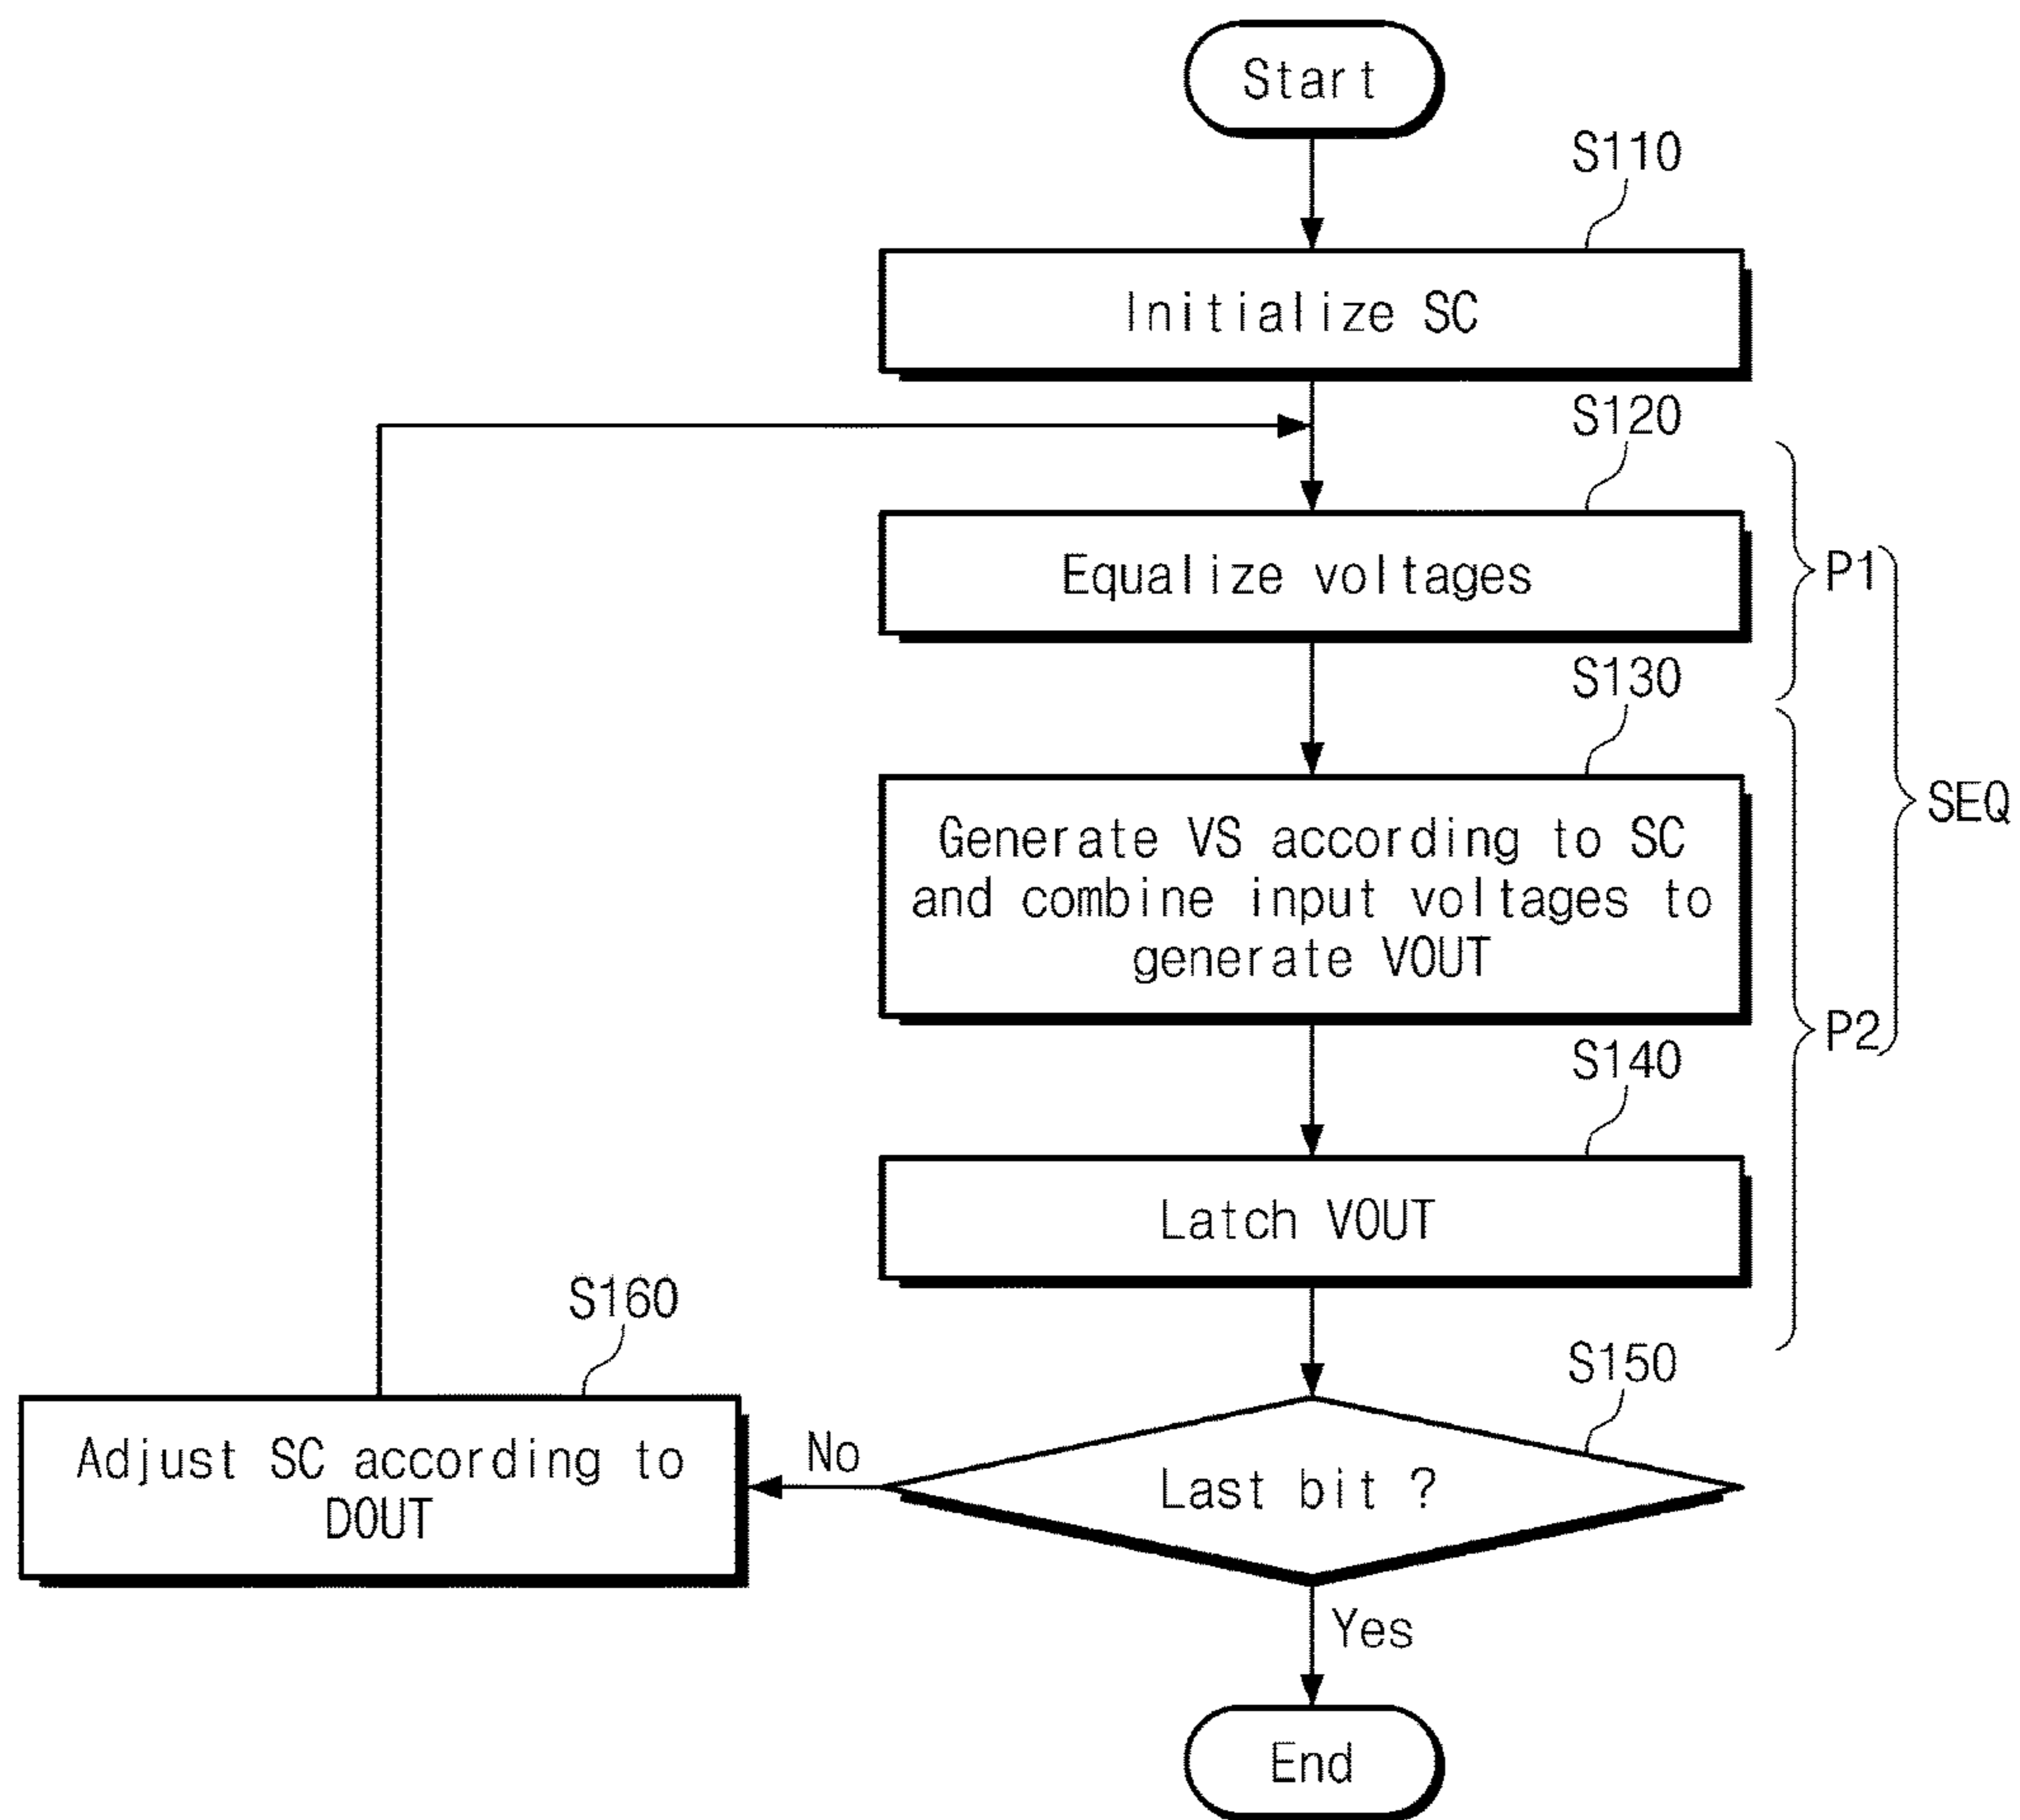 Start
S110
Initialize SC
S120
Equalize voltages
P1
S130
Generate VS according to SC
and combine input voltages to
generate VOUT
SEQ
P2
S140
Latch VOUT
S160
S150
Adjust SC according to
DOUT
No
Last bit ?
Yes
End